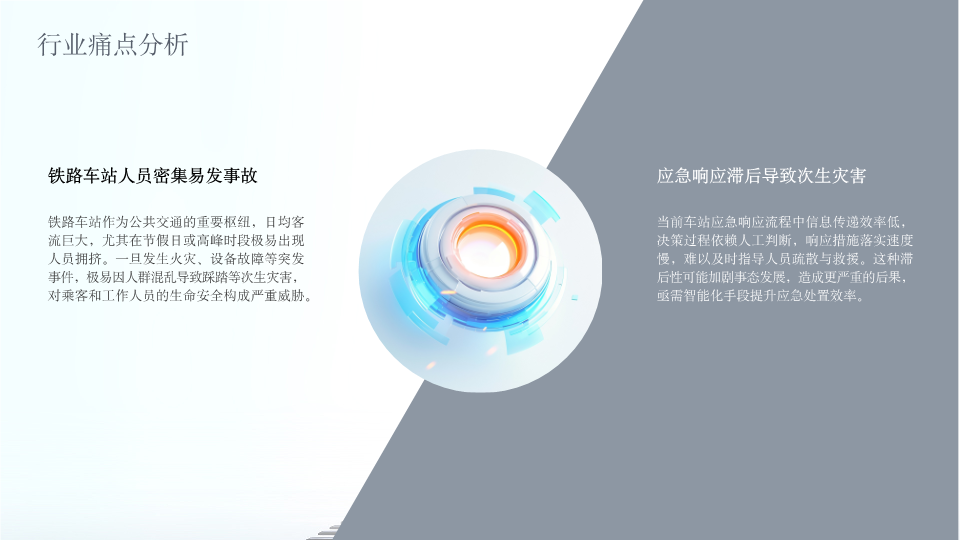 行业痛点分析
铁路车站人员密集易发事故
铁路车站作为公共交通的重要枢纽，日均客
流巨大，尤其在节假日或高峰时段极易出现
人员拥挤。一旦发生火灾、设备故障等突发
事件，极易因人群混乱导致踩踏等次生灾害，
对乘客和工作人员的生命安全构成严重威胁。
应急响应滞后导致次生灾害
当前车站应急响应流程中信息传递效率低，
决策过程依赖人工判断，响应措施落实速度
慢，难以及时指导人员疏散与救援。这种滞
后性可能加剧事态发展，造成更严重的后果，
亟需智能化手段提升应急处置效率。